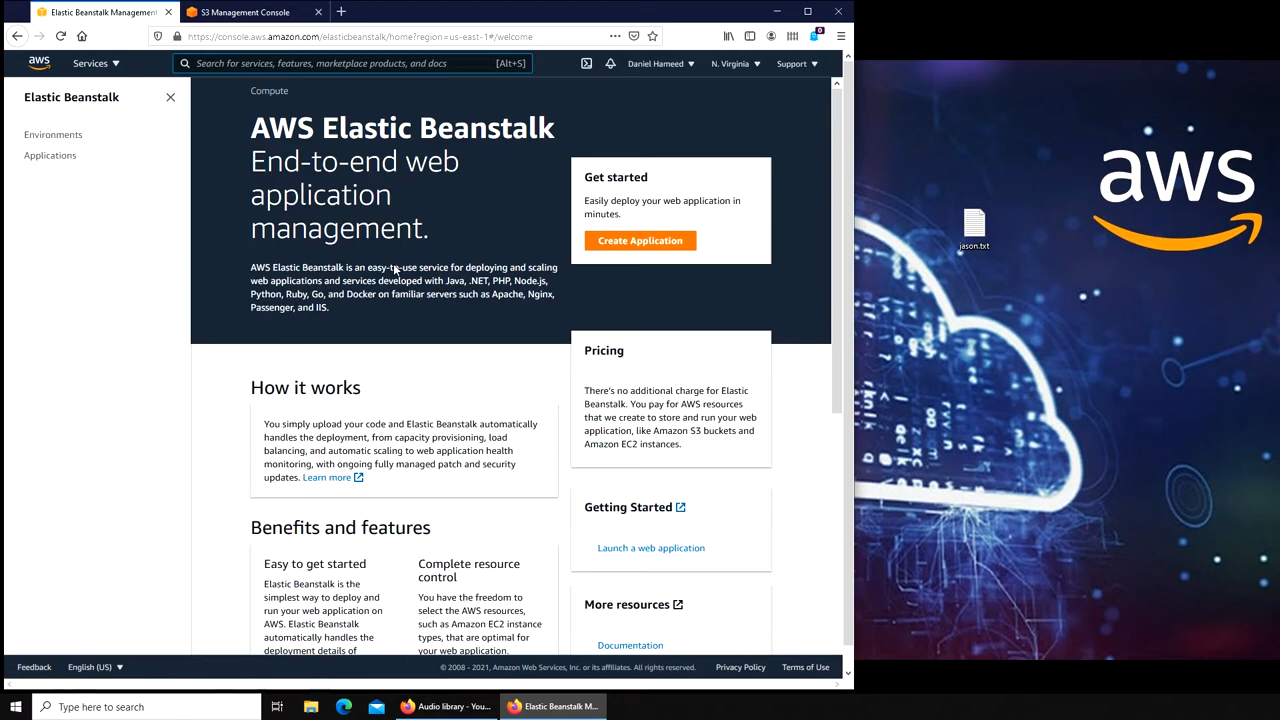 Elastic Beanstalk Management
S3 Management Console
https://console.aws.amazon.com/elasticbeanstalk/home?region=us-east-1#/welcome
0
aws
Services
Search for services, features, marketplace products, and docs
[Alt+S]
Daniel Hameed
N. Virginia
Support
Elastic Beanstalk
Environments
Applications
Compute
AWS Elastic Beanstalk
End-to-end web
application
management.
AWS Elastic Beanstalk is an easy-to-use service for deploying and scaling
web applications and services developed with Java, .NET, PHP, Node.js,
Python, Ruby, Go, and Docker on familiar servers such as Apache, Nginx,
Passenger, and IIS.
Get started
Easily deploy your web application in
minutes.
Create Application
Pricing
There's no additional charge for Elastic
Beanstalk. You pay for AWS resources
that we create to store and run your web
application, like Amazon S3 buckets and
Amazon EC2 instances.
How it works
You simply upload your code and Elastic Beanstalk automatically
handles the deployment, from capacity provisioning, load
balancing, and automatic scaling to web application health
monitoring, with ongoing fully managed patch and security
updates. Learn more
Getting Started
Launch a web application
Benefits and features
Easy to get started
Elastic Beanstalk is the
simplest way to deploy and
run your web application on
AWS. Elastic Beanstalk
automatically handles the
deployment details of
Complete resource
control
You have the freedom to
select the AWS resources,
such as Amazon EC2 instance
types, that are optimal for
your web application.
More resources
Documentation
Feedback
English (US)
© 2008 - 2021, Amazon Web Services, Inc. or its affiliates. All rights reserved.
Privacy Policy
Terms of Use
jason.txt
aws
Type here to search
Audio library - You...
Elastic Beanstalk M...